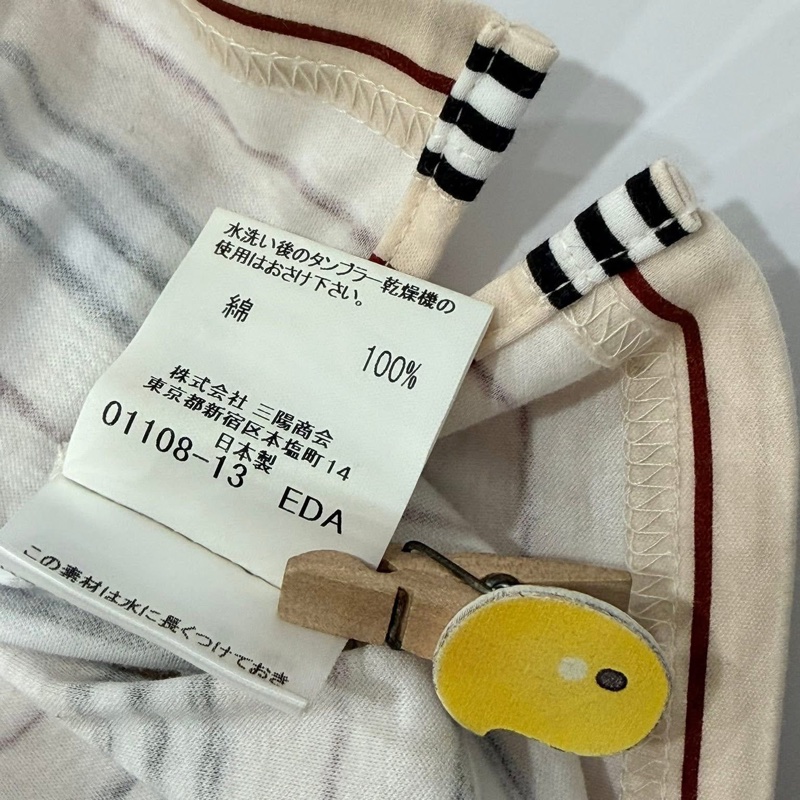 水洗い後のタンブラー乾燥機の
使用はおさけ下さい。
綿
100%
株式会社 三陽商会
東京都新宿区本塩町14
日本製
01108-13 EDA
この素材は水に長くつけておき